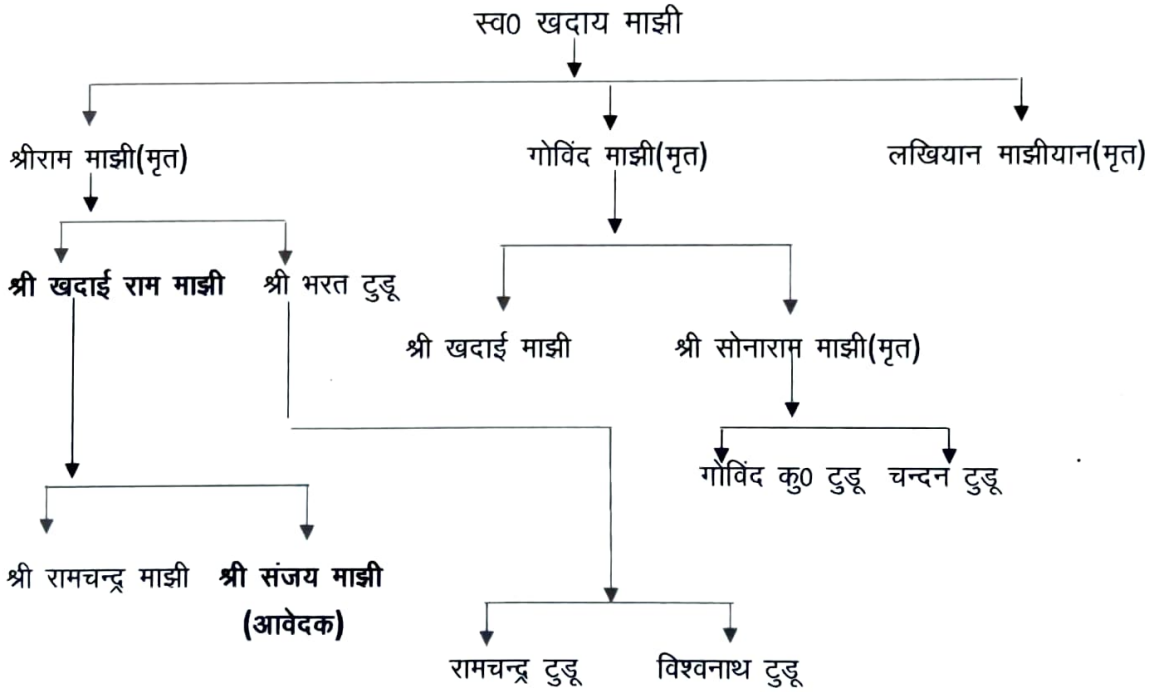 स्व0 खदाय माझी
श्रीराम माझी(मृत) गोविंद माझी(मृत) लखियान माझीयान(मृत)
श्री खदाई राम माझी श्री भरत टुडू
श्री खदाई माझी श्री सोनाराम माझी(मृत)
गोविंद कु0 टुडू चन्दन टुडू
श्री रामचन्द्र माझी श्री संजय माझी
(आवेदक)
रामचन्द्र टुडू विश्वनाथ टुडू